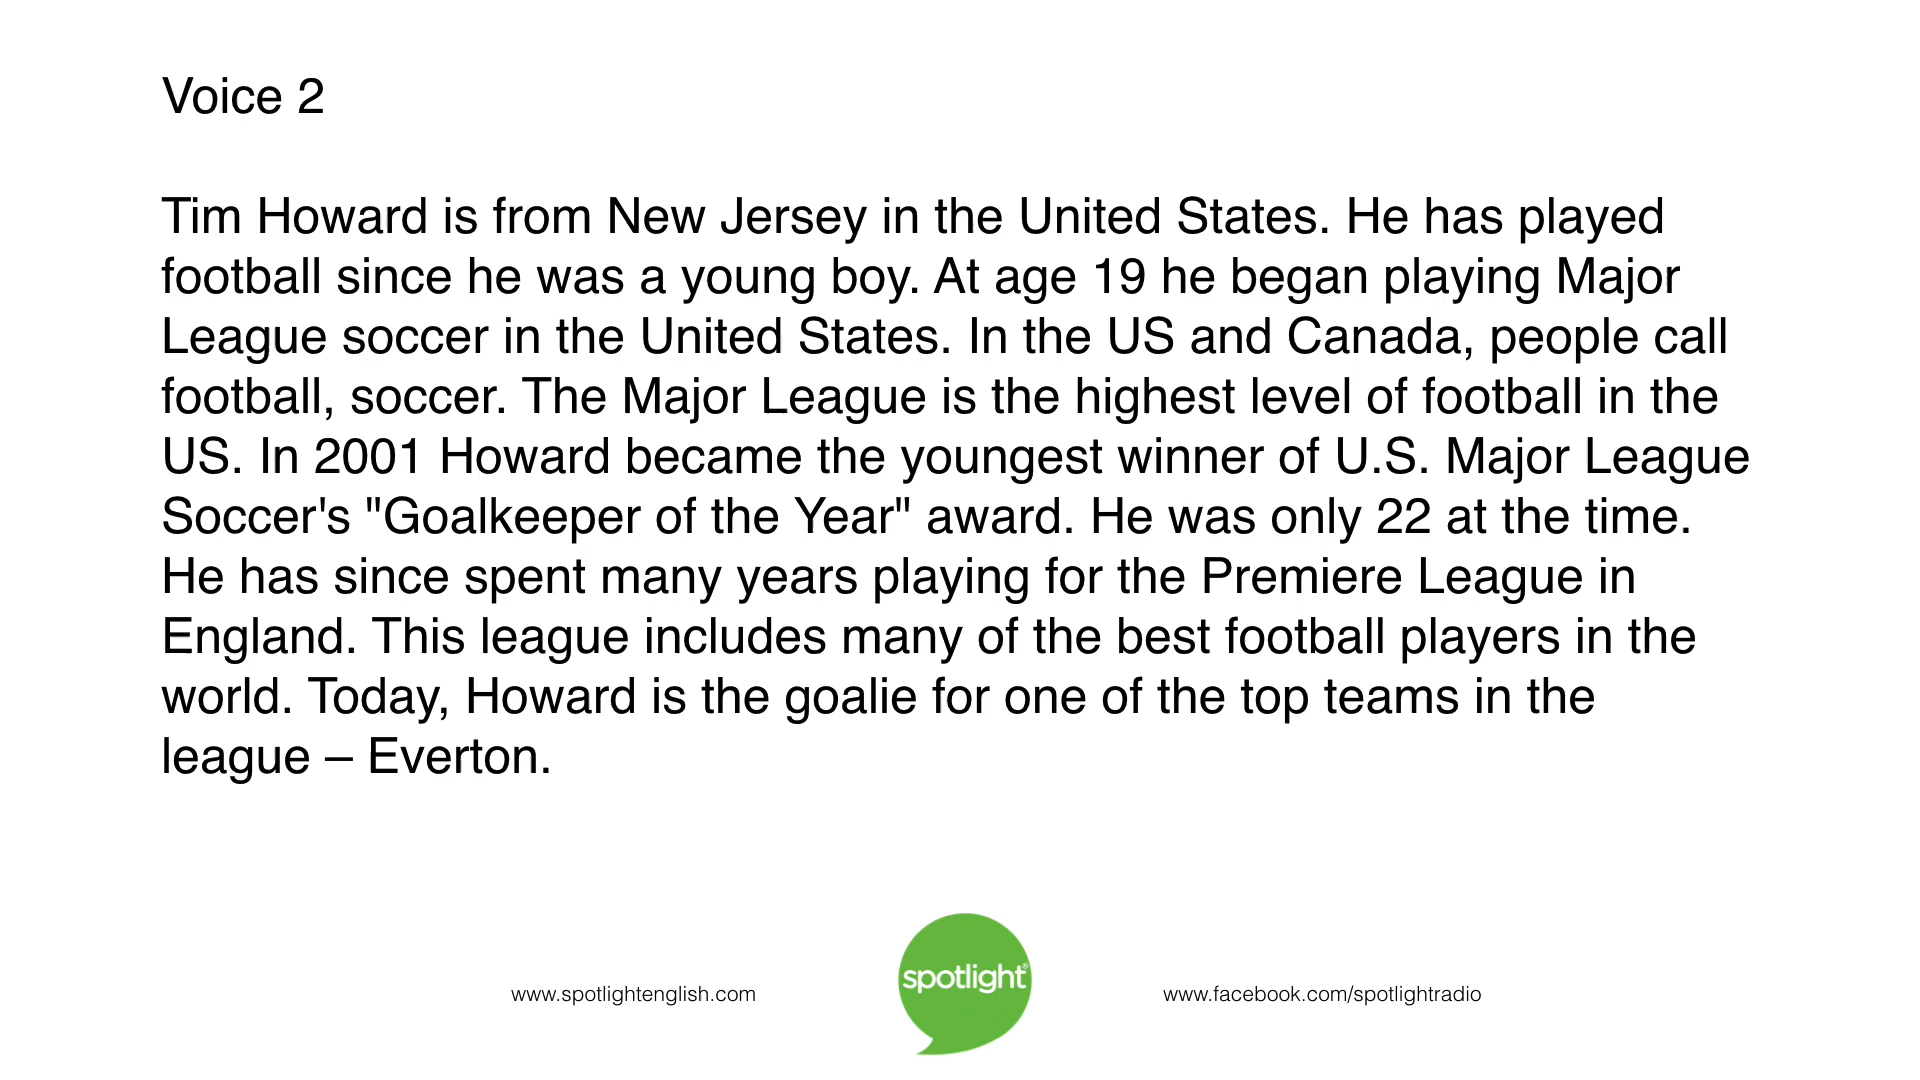 Voice 2
Tim Howard is from New Jersey in the United States. He has played
football since he was a young boy. At age 19 he began playing Major
League soccer in the United States. In the US and Canada, people call
football, soccer. The Major League is the highest level of football in the
US. In 2001 Howard became the youngest winner of U.S. Major League
Soccer's "Goalkeeper of the Year" award. He was only 22 at the time.
He has since spent many years playing for the Premiere League in
England. This league includes many of the best football players in the
world. Today, Howard is the goalie for one of the top teams in the
league – Everton.
www.spotlightenglish.com
spotlight®
www.facebook.com/spotlightradio